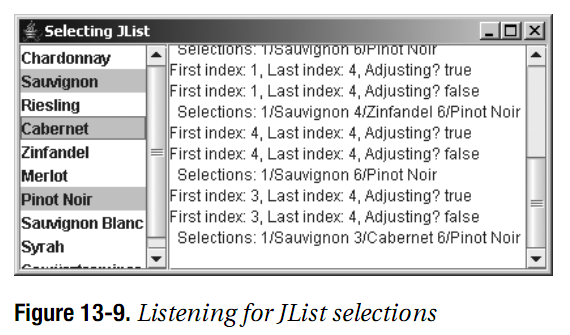 Selecting JList
Chardonnay
Sauvignon
Riesling
Cabernet
Zinfandel
Merlot
Pinot Noir
Sauvignon Blanc
Syrah
Selections: 1/Sauvignon 6/Pinot Noir
First index: 1, Last index: 4, Adjusting? true
First index: 1, Last index: 4, Adjusting? false
Selections: 1/Sauvignon 4/Zinfandel 6/Pinot Noir
First index: 4, Last index: 4, Adjusting? true
First index: 4, Last index: 4, Adjusting? false
Selections: 1/Sauvignon 6/Pinot Noir
First index: 3, Last index: 4, Adjusting? true
First index: 3, Last index: 4, Adjusting? false
Selections: 1/Sauvignon 3/Cabernet 6/Pinot Noir
Figure 13-9. Listening for JList selections